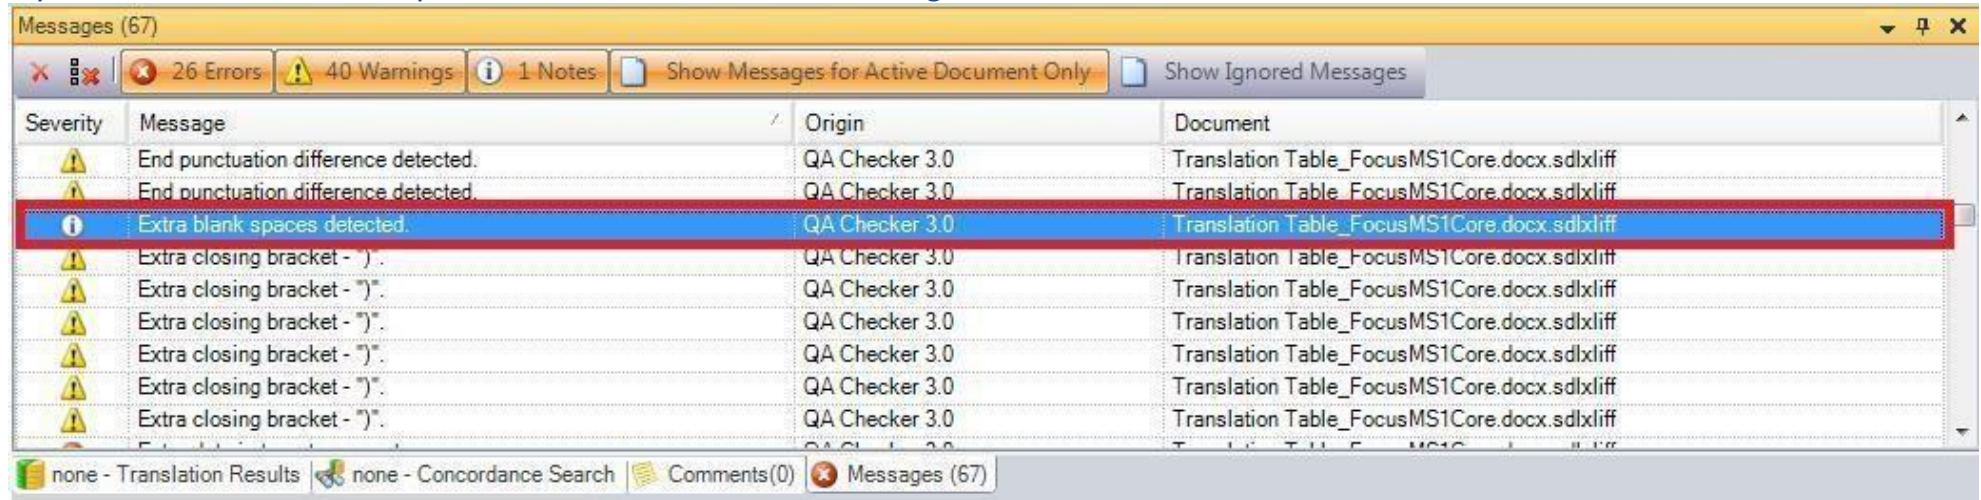 Messages (67)
26 Errors 40 Warnings 1 Notes Show Messages for Active Document Only Show Ignored Messages
Severity Message Origin Document
End punctuation difference detected. QA Checker 3.0 Translation Table_FocusMS1Core.docx.sdlxliff
End punctuation difference detected. QA Checker 3.0 Translation Table_FocusMS1Core.docx.sdlxliff
Extra blank spaces detected. QA Checker 3.0 Translation Table_FocusMS1Core.docx.sdlxliff
Extra closing bracket - ")". QA Checker 3.0 Translation Table_FocusMS1Core.docx.sdlxliff
Extra closing bracket - ")". QA Checker 3.0 Translation Table_FocusMS1Core.docx.sdlxliff
Extra closing bracket - ")". QA Checker 3.0 Translation Table_FocusMS1Core.docx.sdlxliff
Extra closing bracket - ")". QA Checker 3.0 Translation Table_FocusMS1Core.docx.sdlxliff
Extra closing bracket - ")". QA Checker 3.0 Translation Table_FocusMS1Core.docx.sdlxliff
Extra closing bracket - ")". QA Checker 3.0 Translation Table_FocusMS1Core.docx.sdlxliff
none - Translation Results none - Concordance Search Comments(0) Messages (67)